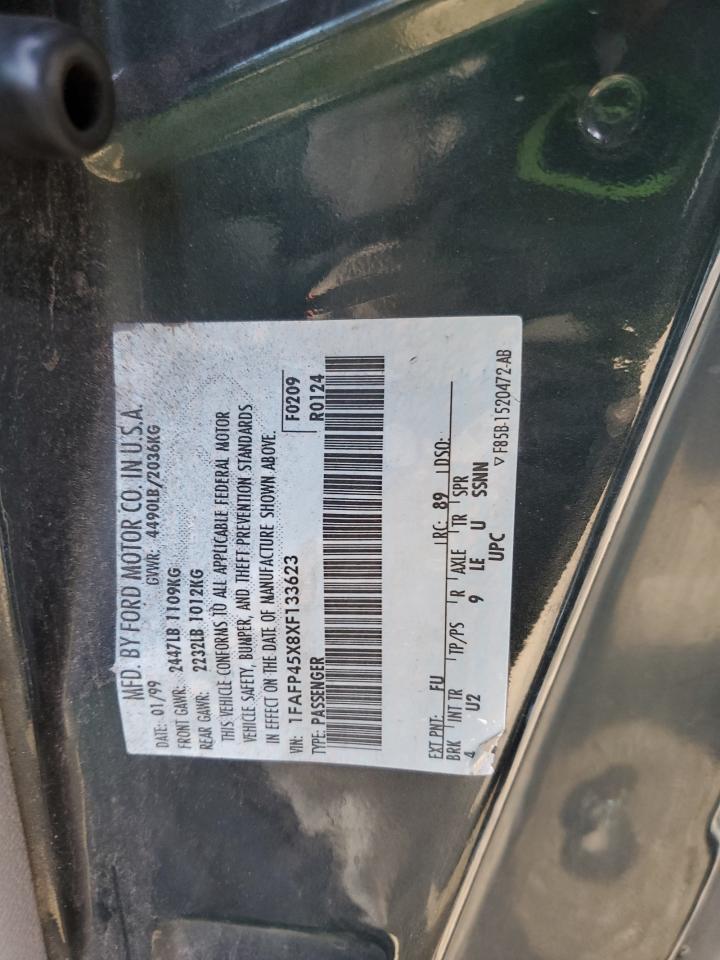 MFD. BY FORD MOTOR CO. IN U.S.A.
DATE: 01/99 GVWR: 4490LB/2036KG
FRONT GAWR: 2447LB 1109KG
REAR GAWR: 2232LB 1012KG
THIS VEHICLE CONFORMS TO ALL APPLICABLE FEDERAL MOTOR
VEHICLE SAFETY, BUMPER, AND THEFT PREVENTION STANDARDS
IN EFFECT ON THE DATE OF MANUFACTURE SHOWN ABOVE.
VIN: 1FAFP45X8XF133623 F0209
TYPE: PASSENGER R0124
EXT PNT: FU RC: 89 DSO:
BRK INT TR TP/PS R AXLE TR SPR
4 U2 9 LE U SSNN
UPC
▽ F85B-1520472-AB